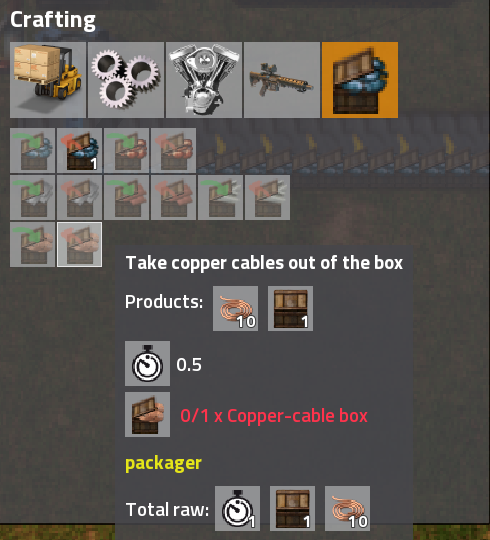 Crafting
1
Take copper cables out of the box
Products: 10 1
0.5
0/1 x Copper-cable box
packager
Total raw: 1 1 10